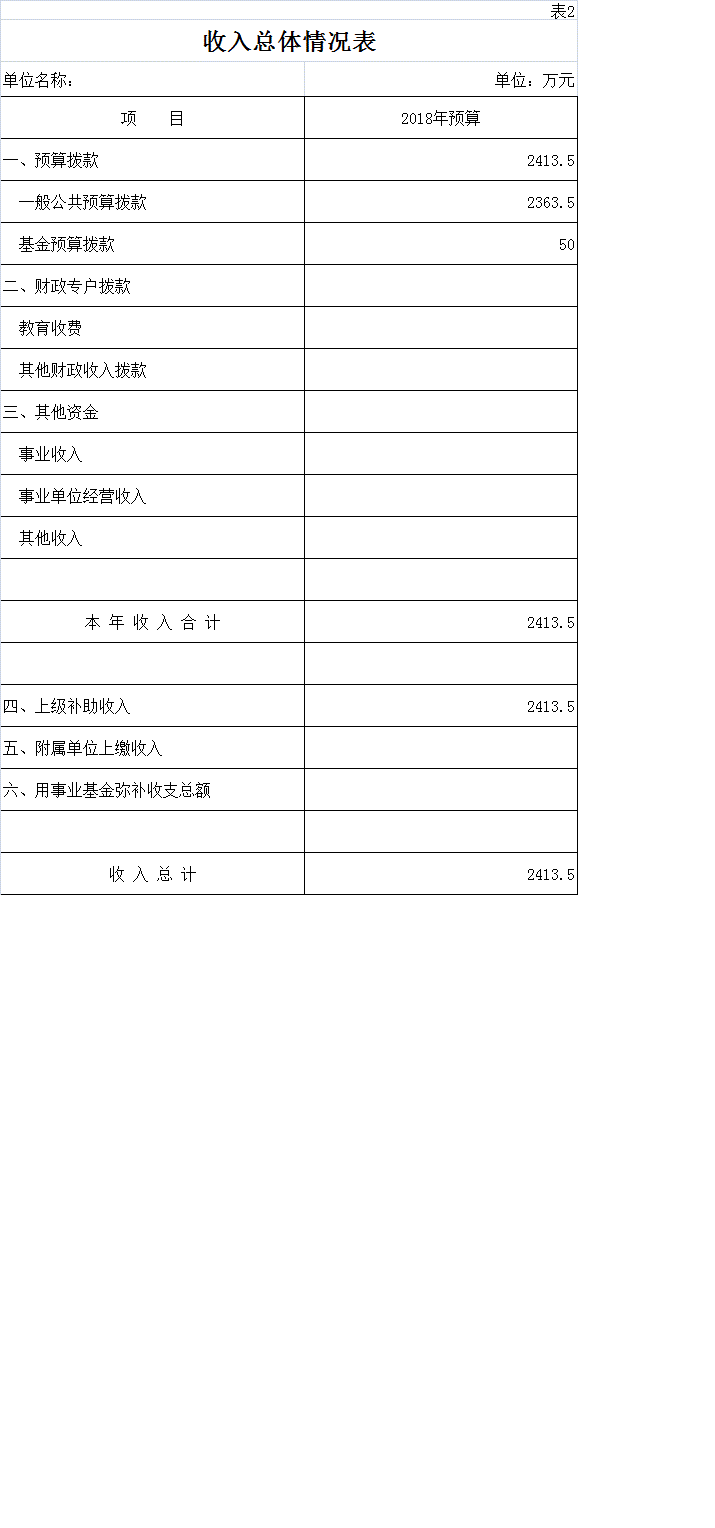 表2
收入总体情况表
单位名称: 单位：万元
项 目 2018年预算
一、预算拨款 2413.5
一般公共预算拨款 2363.5
基金预算拨款 50
二、财政专户拨款
教育收费
其他财政收入拨款
三、其他资金
事业收入
事业单位经营收入
其他收入
本 年 收 入 合 计 2413.5
四、上级补助收入 2413.5
五、附属单位上缴收入
六、用事业基金弥补收支总额
收 入 总 计 2413.5